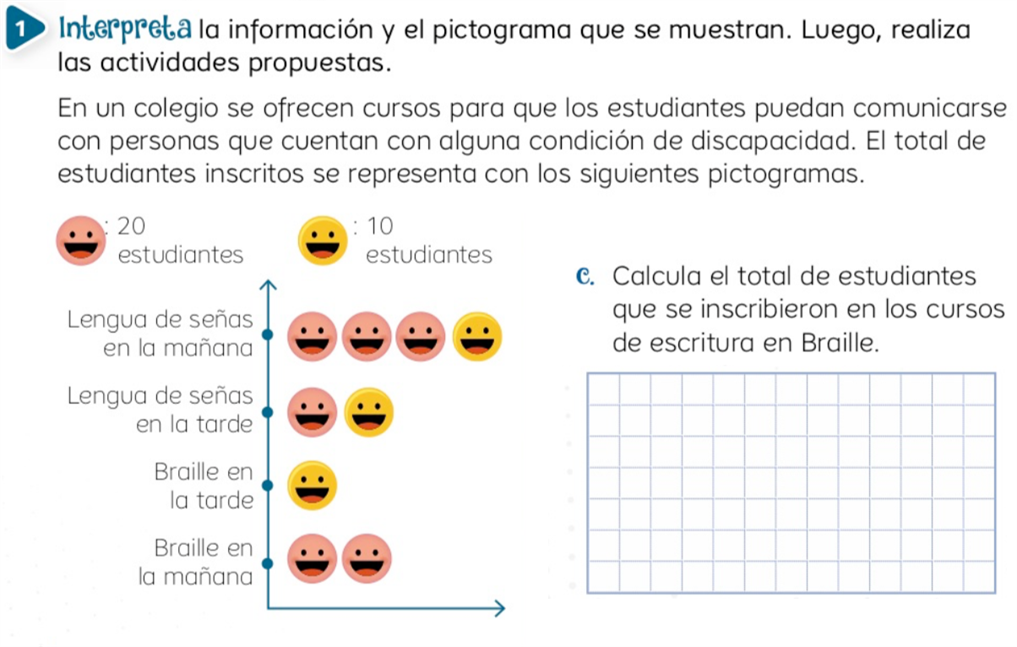 1 Interpreta la información y el pictograma que se muestran. Luego, realiza
las actividades propuestas.
En un colegio se ofrecen cursos para que los estudiantes puedan comunicarse
con personas que cuentan con alguna condición de discapacidad. El total de
estudiantes inscritos se representa con los siguientes pictogramas.
: 20
estudiantes
: 10
estudiantes
Lengua de señas
en la mañana
Lengua de señas
en la tarde
Braille en
la tarde
Braille en
la mañana
c. Calcula el total de estudiantes
que se inscribieron en los cursos
de escritura en Braille.